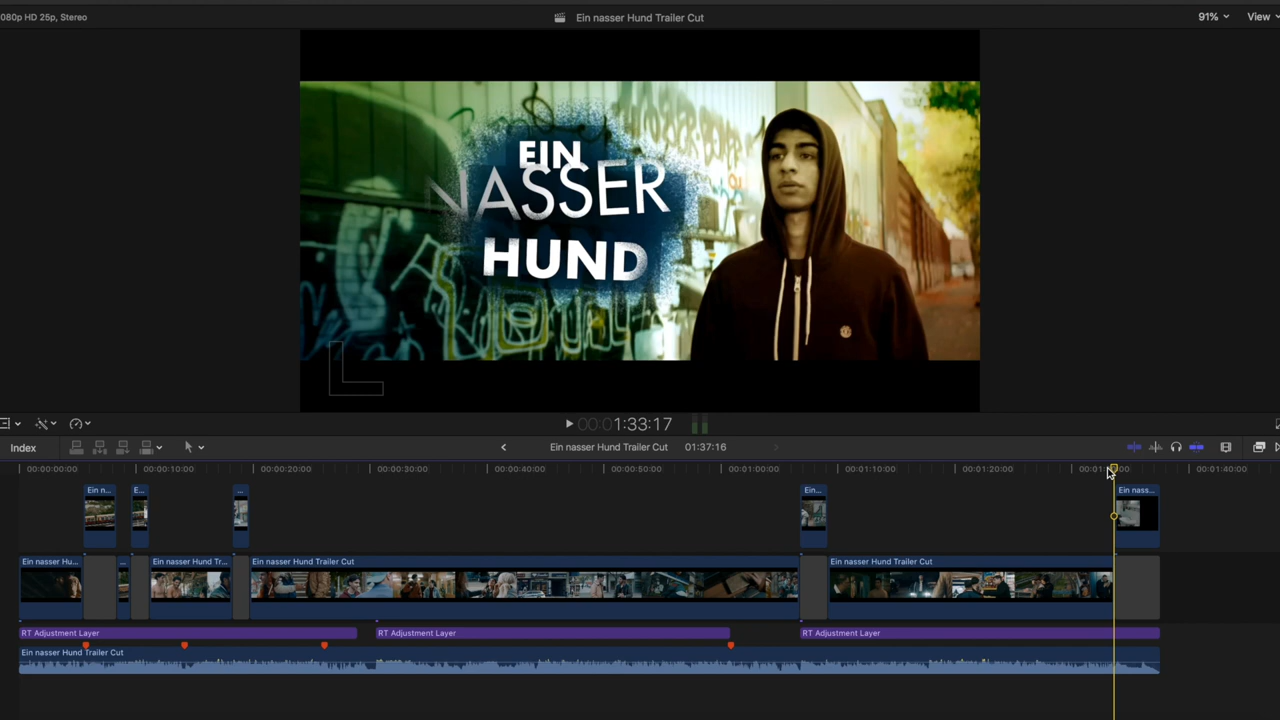 080p HD 25p, Stereo
Ein nasser Hund Trailer Cut
91%
View
EIN
NASSER
HUND
00:01:33:17
Index
Ein nasser Hund Trailer Cut
01:37:16
00:00:00:00
00:00:10:00
00:00:20:00
00:00:30:00
00:00:40:00
00:00:50:00
00:01:00:00
00:01:10:00
00:01:20:00
00:01:40:00
Ein n...
E...
...
Ein...
Ein nass...
Ein nasser Hu...
...
Ein nasser Hund Tr...
Ein nasser Hund Trailer Cut
Ein nasser Hund Trailer Cut
RT Adjustment Layer
RT Adjustment Layer
RT Adjustment Layer
Ein nasser Hund Trailer Cut